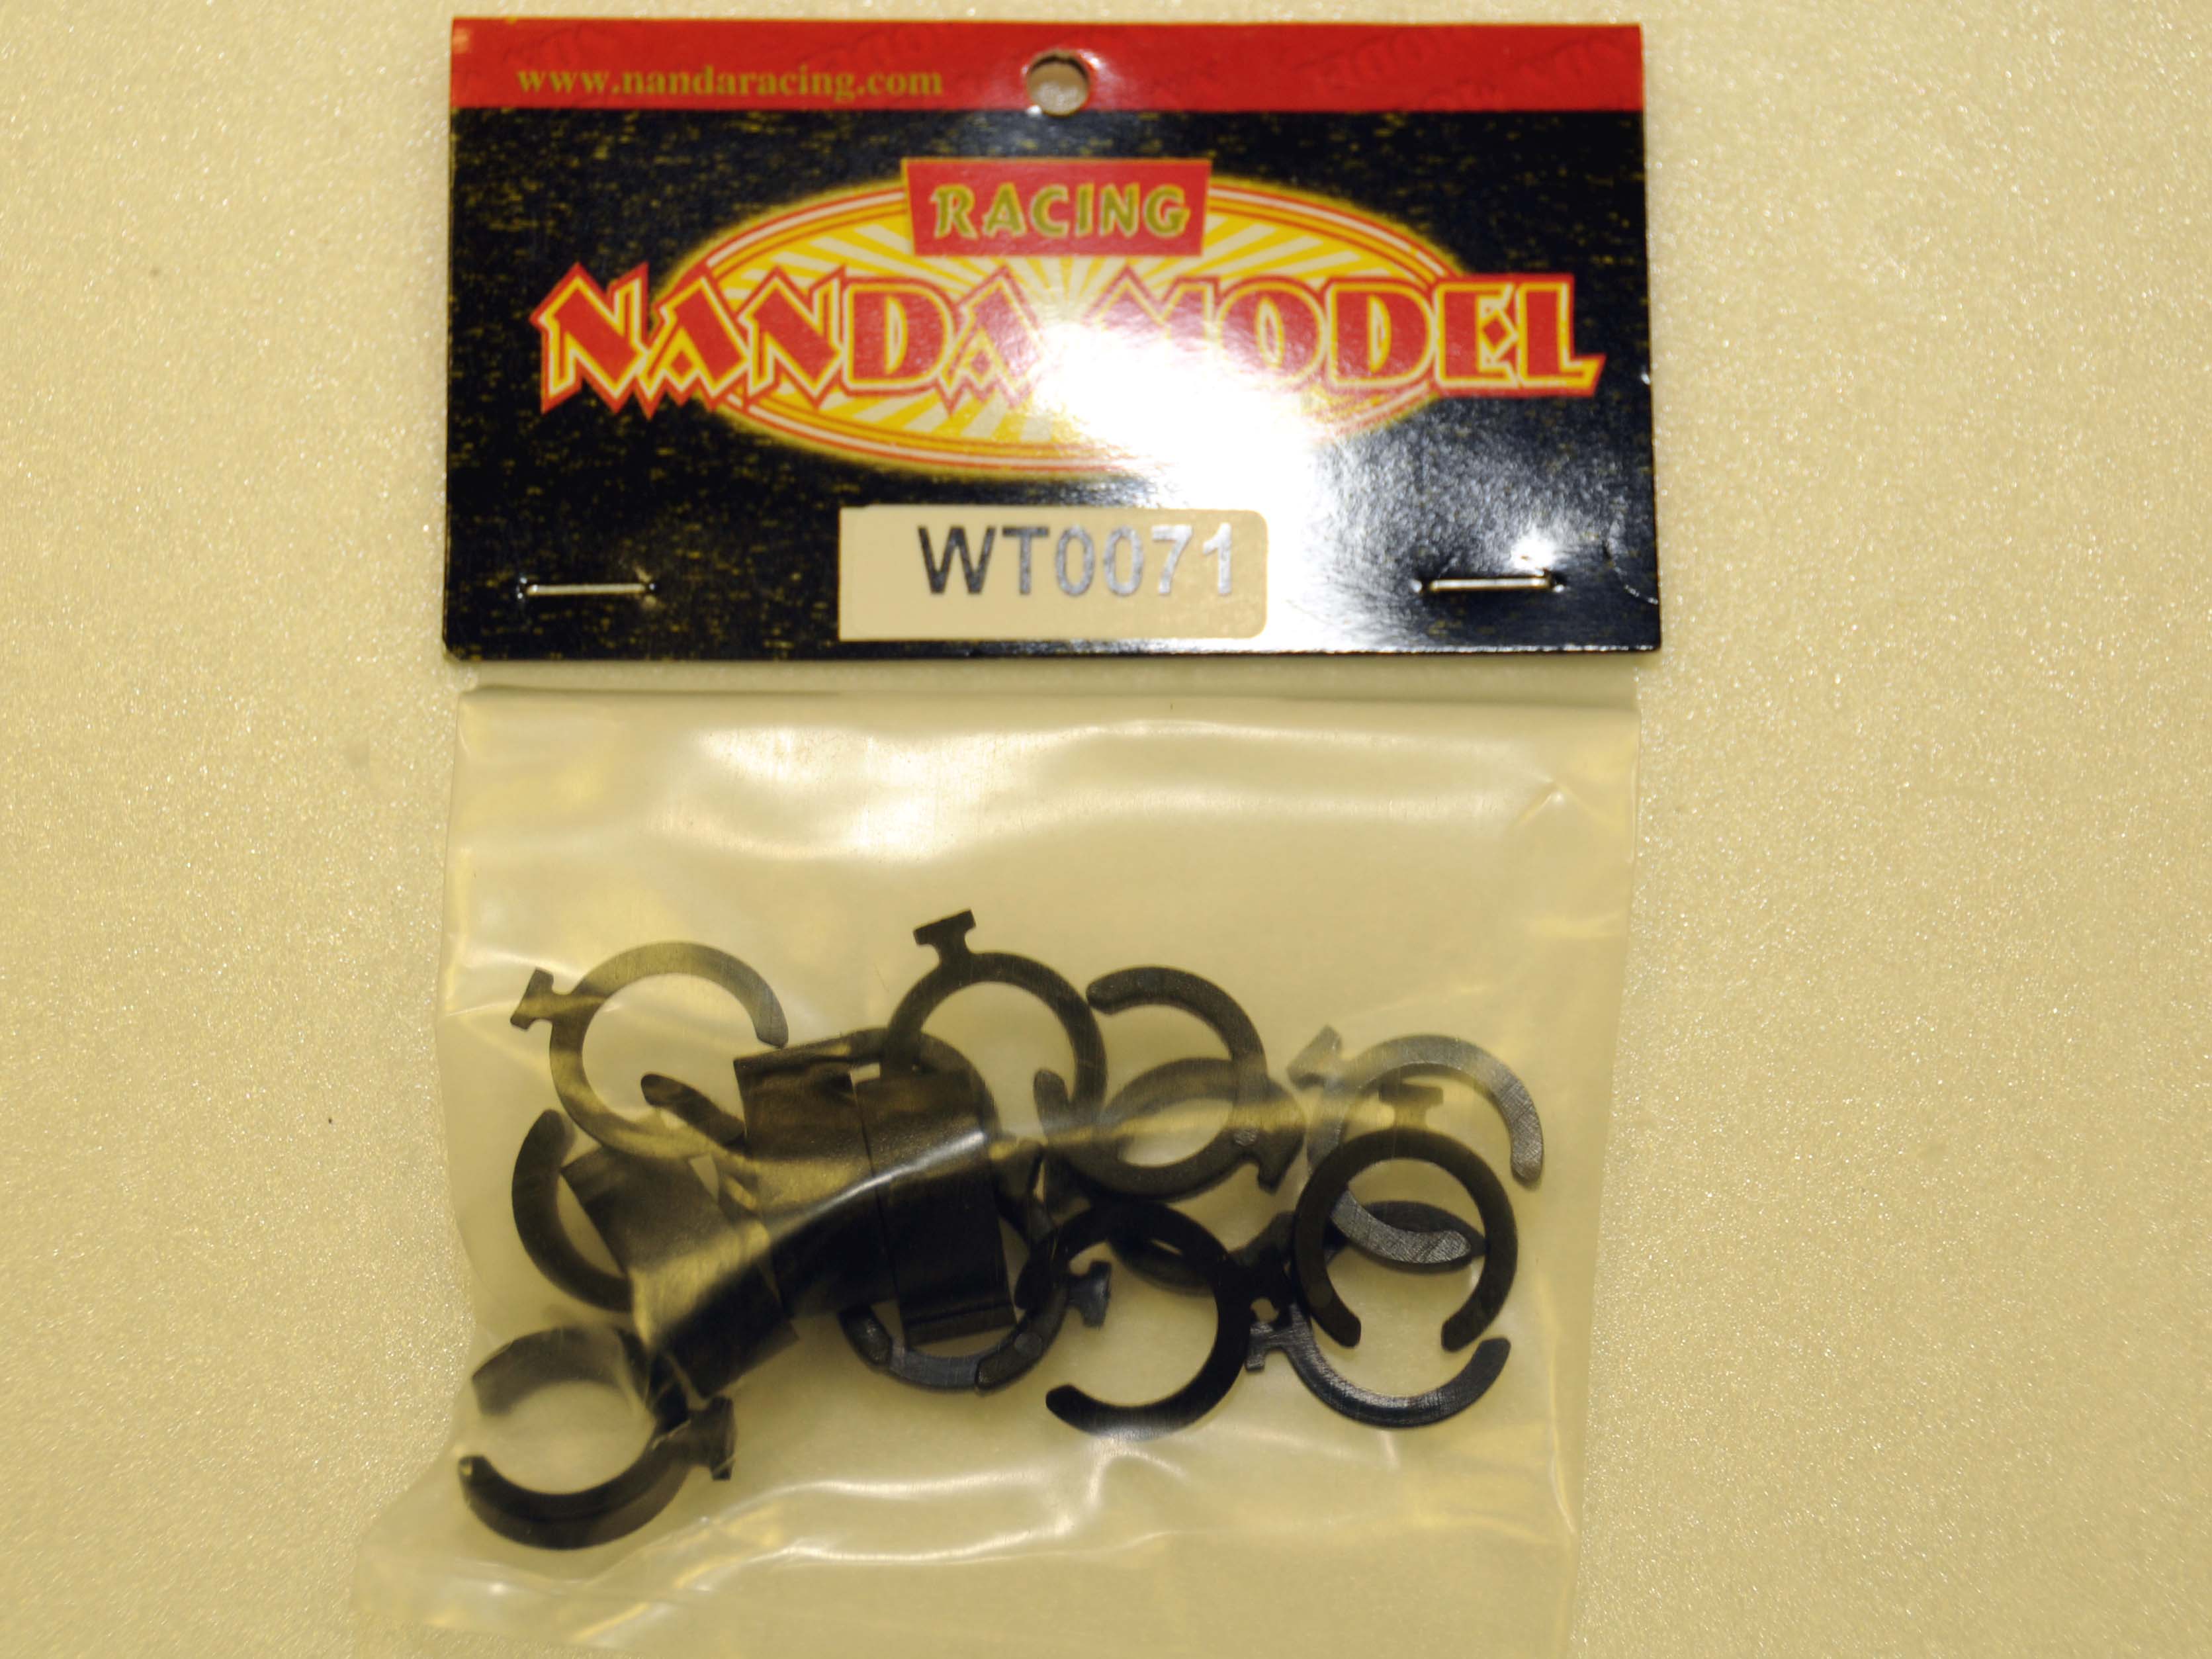 www.nandaracing.com
RACING
NANDA MODEL
WT0071